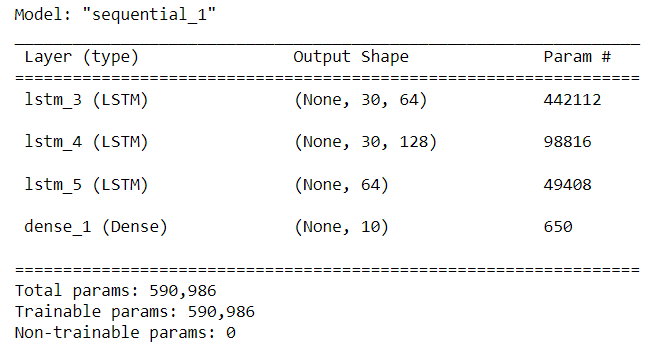 Model: "sequential_1"
Layer (type) Output Shape Param #
lstm_3 (LSTM) (None, 30, 64) 442112
lstm_4 (LSTM) (None, 30, 128) 98816
lstm_5 (LSTM) (None, 64) 49408
dense_1 (Dense) (None, 10) 650
Total params: 590,986
Trainable params: 590,986
Non-trainable params: 0